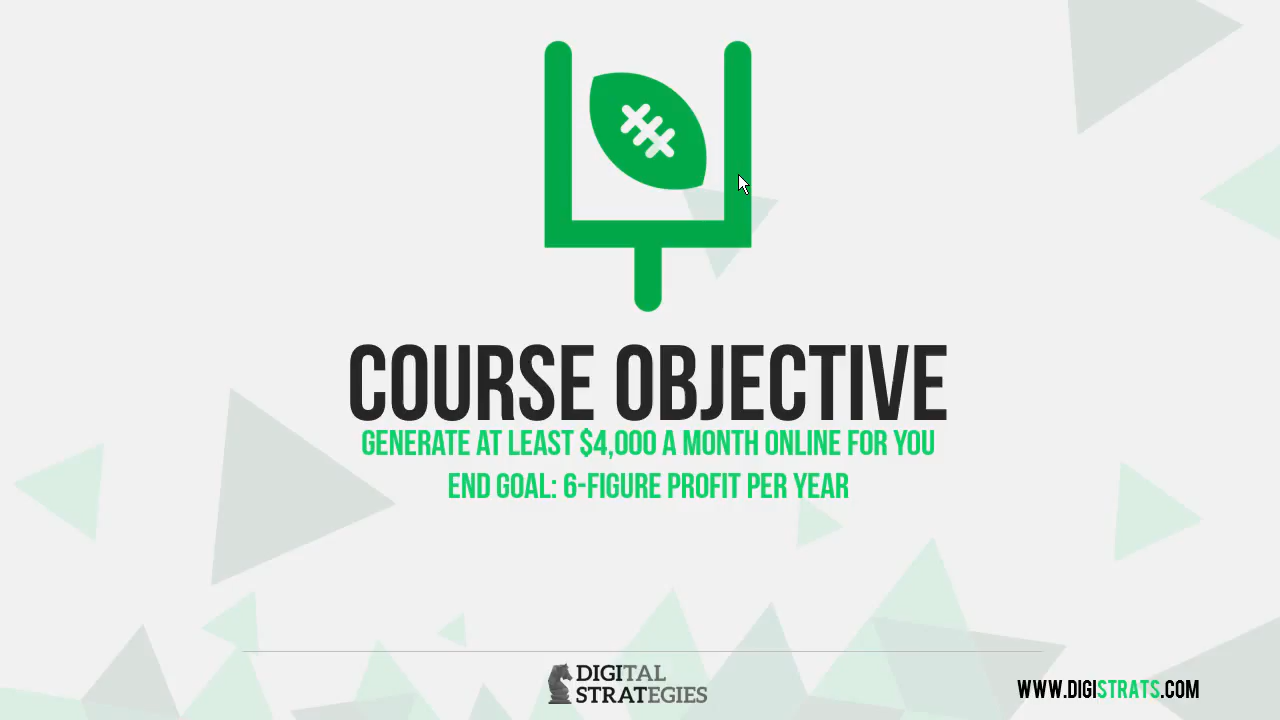 COURSE OBJECTIVE
GENERATE AT LEAST $4,000 A MONTH ONLINE FOR YOU
END GOAL: 6-FIGURE PROFIT PER YEAR
DIGITAL
STRATEGIES
WWW.DIGISTRATS.COM